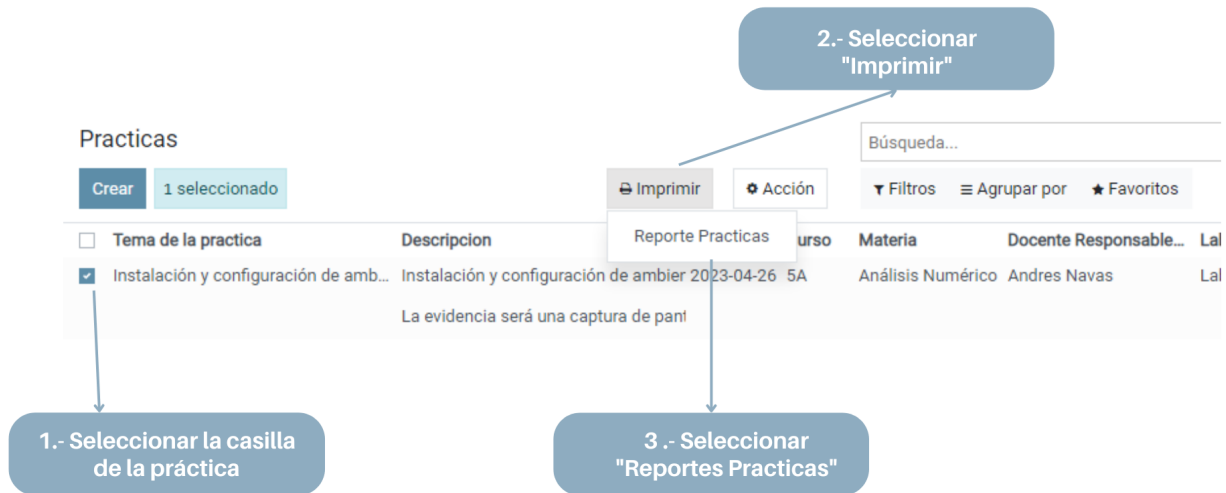 2.- Seleccionar
"Imprimir"
Practicas
Búsqueda...
Crear 1 seleccionado Imprimir Acción Filtros Agrupar por Favoritos
Reporte Practicas
Tema de la practica Descripcion urso Materia Docente Responsable... Lal
Instalación y configuración de amb... Instalación y configuración de ambier 2023-04-26 5A Análisis Numérico Andres Navas Lal
La evidencia será una captura de pant
1.- Seleccionar la casilla
de la práctica
3 .- Seleccionar
"Reportes Practicas"